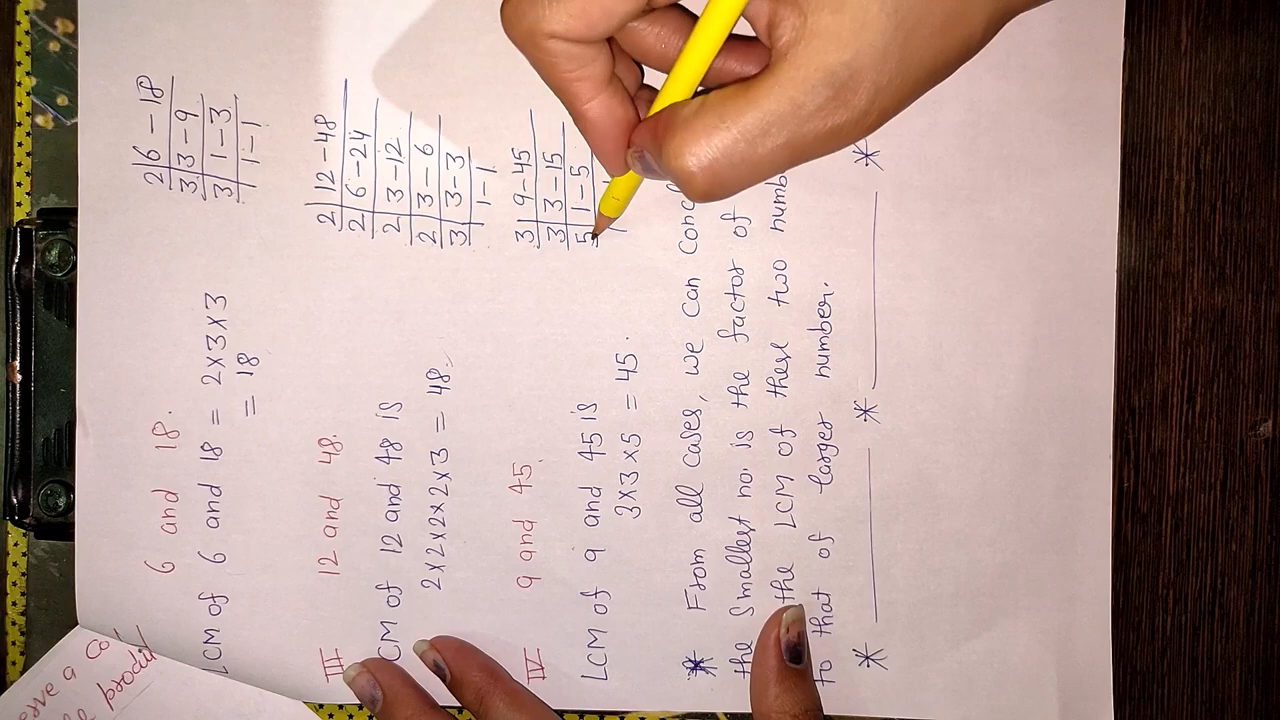 erve a co
produ
6 and 18.
2 6 - 18
LCM of 6 and 18 = 2×3×3
3 3 - 9
= 18
3 1 - 3
1 - 1
III 12 and 48.
2 12 - 48
CM of 12 and 48 is
2 6 - 24
2×2×2×2×3 = 48.
2 3 - 12
2 3 - 6
3 3 - 3
1 - 1
IV 9 and 45.
3 9 - 45
LCM of 9 and 45 is
3 3 - 15
3×3×5 = 45.
5 1 - 5
* From all cases, we can conc
the Smallest no. is the factor of
the LCM of these two numb
to that of larger number.
* * *